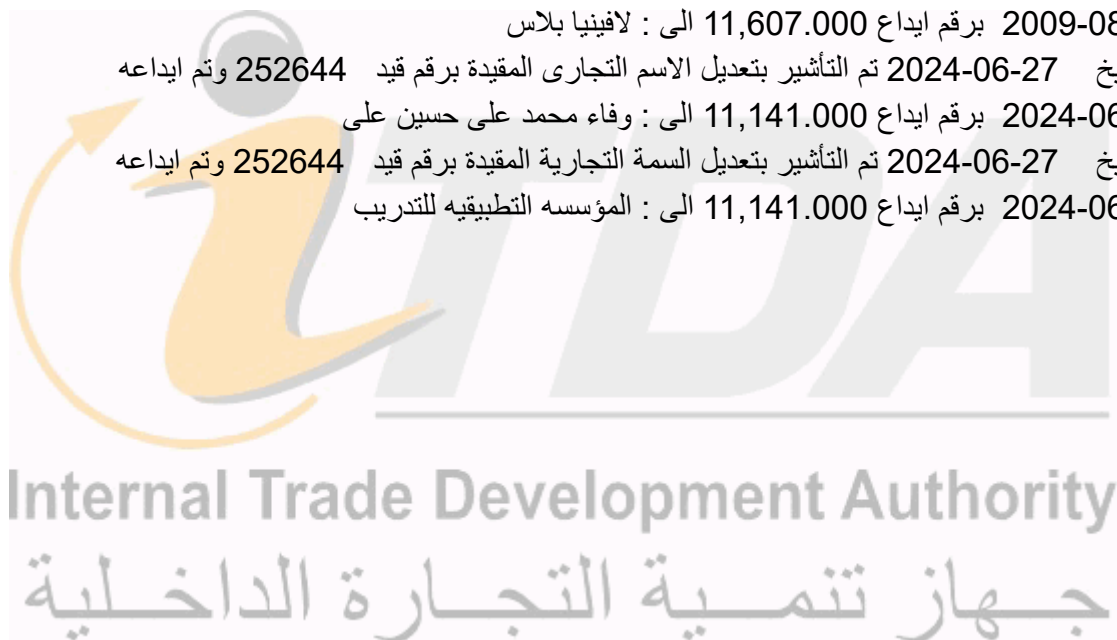 2009-08 برقم ايداع 11,607.000 الى : لافينيا بلاس
2024-06-27 تم التأشير بتعديل الاسم التجارى المقيدة برقم قيد 252644 وتم ايداعه
2024-06 برقم ايداع 11,141.000 الى : وفاء محمد على حسين على
2024-06-27 تم التأشير بتعديل السمة التجارية المقيدة برقم قيد 252644 وتم ايداعه
2024-06 برقم ايداع 11,141.000 الى : المؤسسه التطبيقيه للتدريب
iTDA
Internal Trade Development Authority
جهاز تنمية التجارة الداخلية